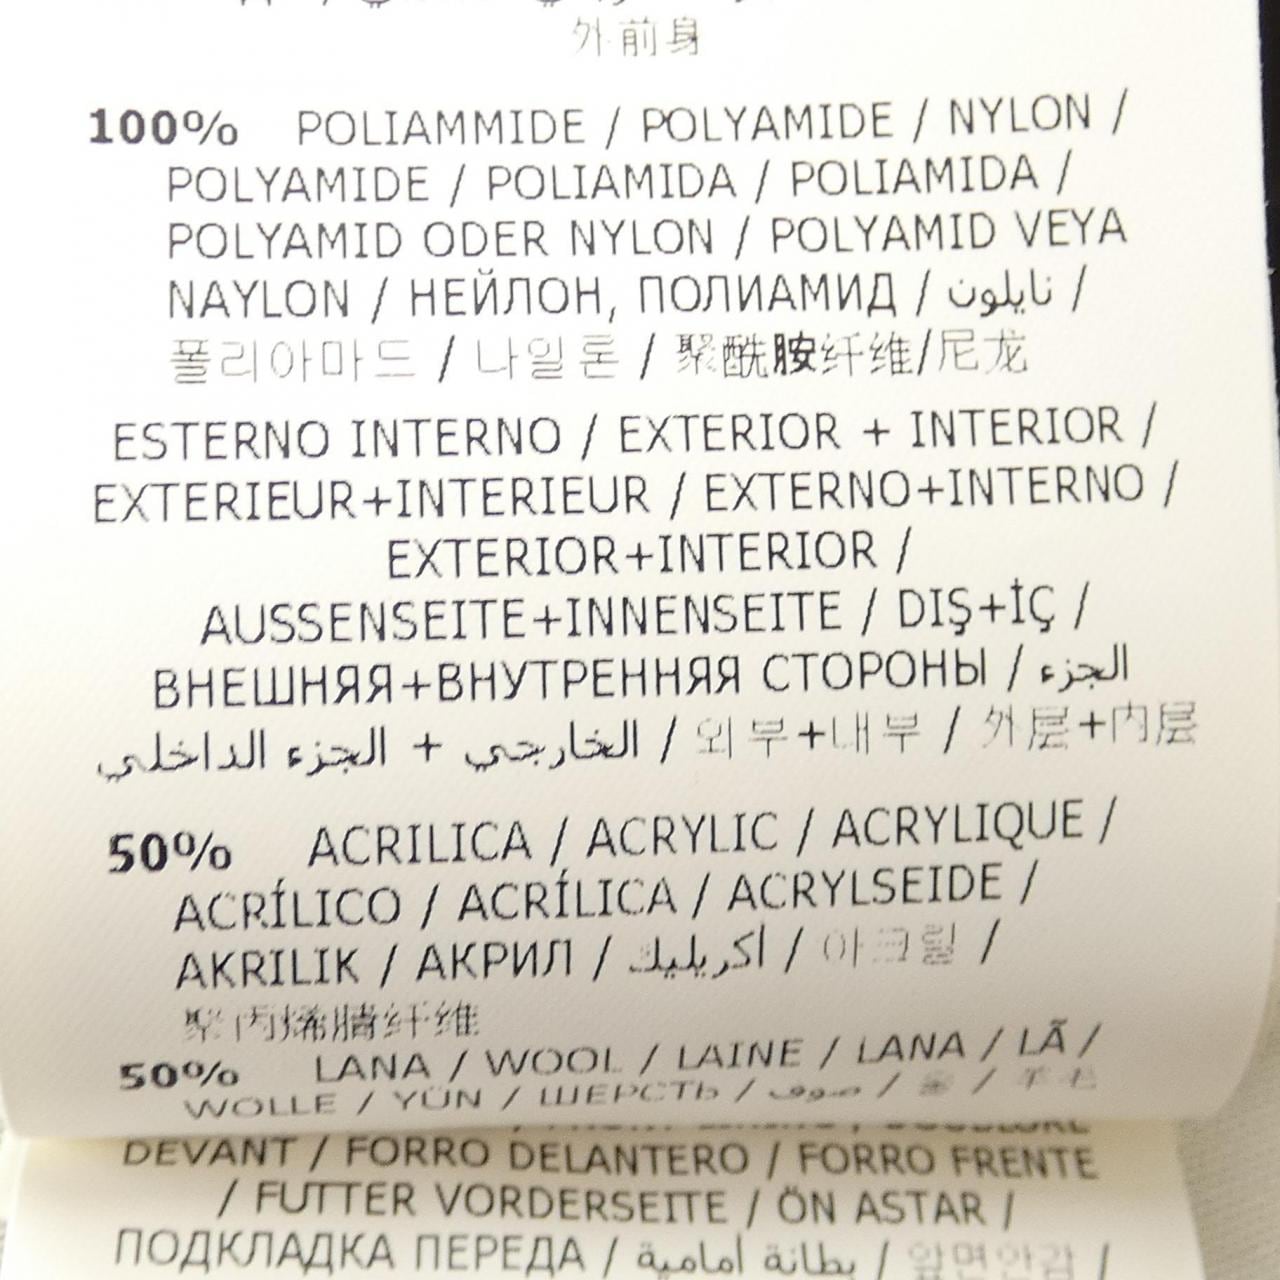 外前身
100% POLIAMMIDE / POLYAMIDE / NYLON /
POLYAMIDE / POLIAMIDA / POLIAMIDA /
POLYAMID ODER NYLON / POLYAMID VEYA
NAYLON / НЕЙЛОН, ПОЛИАМИД / نايلون /
폴리아마드 / 나일론 / 聚酰胺纤维/尼龙
ESTERNO INTERNO / EXTERIOR + INTERIOR /
EXTERIEUR+INTERIEUR / EXTERNO+INTERNO /
EXTERIOR+INTERIOR /
AUSSENSEITE+INNENSEITE / DIŞ+İÇ /
ВНЕШНЯЯ+ВНУТРЕННЯЯ СТОРОНЫ / الجزء
الخارجي + الجزء الداخلي / 외부+내부 / 外层+内层
50% ACRILICA / ACRYLIC / ACRYLIQUE /
ACRÍLICO / ACRÍLICA / ACRYLSEIDE /
AKRILIK / АКРИЛ / أكريليك / 아크릴 /
聚丙烯腈纤维
50% LANA / WOOL / LAINE / LANA / LÃ /
WOLLE / YÜN / ШЕРСТЬ / صوف / 울 / 羊毛
DEVANT / FORRO DELANTERO / FORRO FRENTE
/ FUTTER VORDERSEITE / ÖN ASTAR /
ПОДКЛАДКА ПЕРЕДА / بطانة أمامية / 앞면안감 /